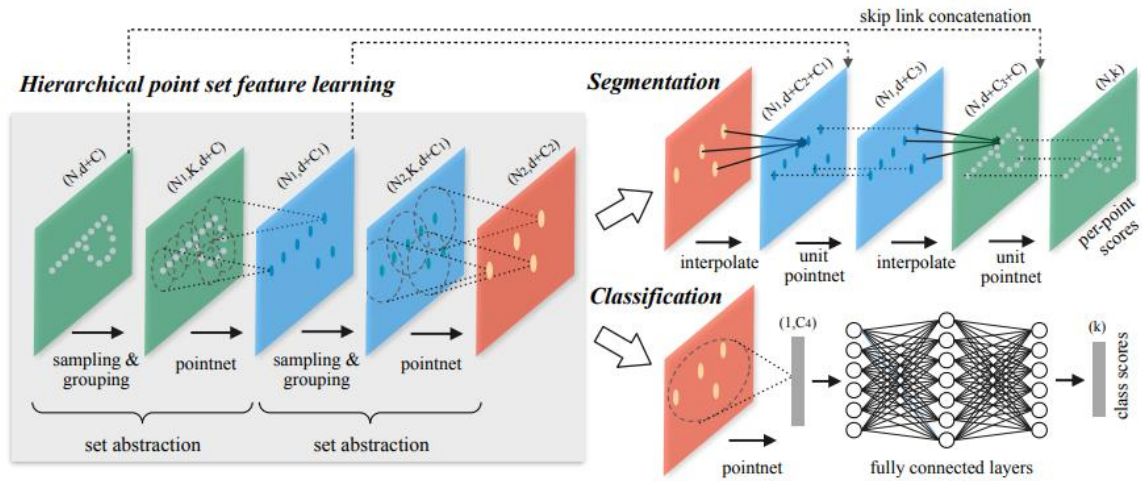 skip link concatenation
Hierarchical point set feature learning
(N,d+C)
(N1,K,d+C)
(N1,d+C1)
(N2,K,d+C1)
(N2,d+C2)
sampling & grouping
pointnet
sampling & grouping
pointnet
set abstraction
set abstraction
Segmentation
(N1,d+C2+C1)
(N1,d+C3)
(N,d+C3+C)
(N,k)
interpolate
unit pointnet
interpolate
unit pointnet
per-point scores
Classification
(1,C4)
(k)
class scores
pointnet
fully connected layers